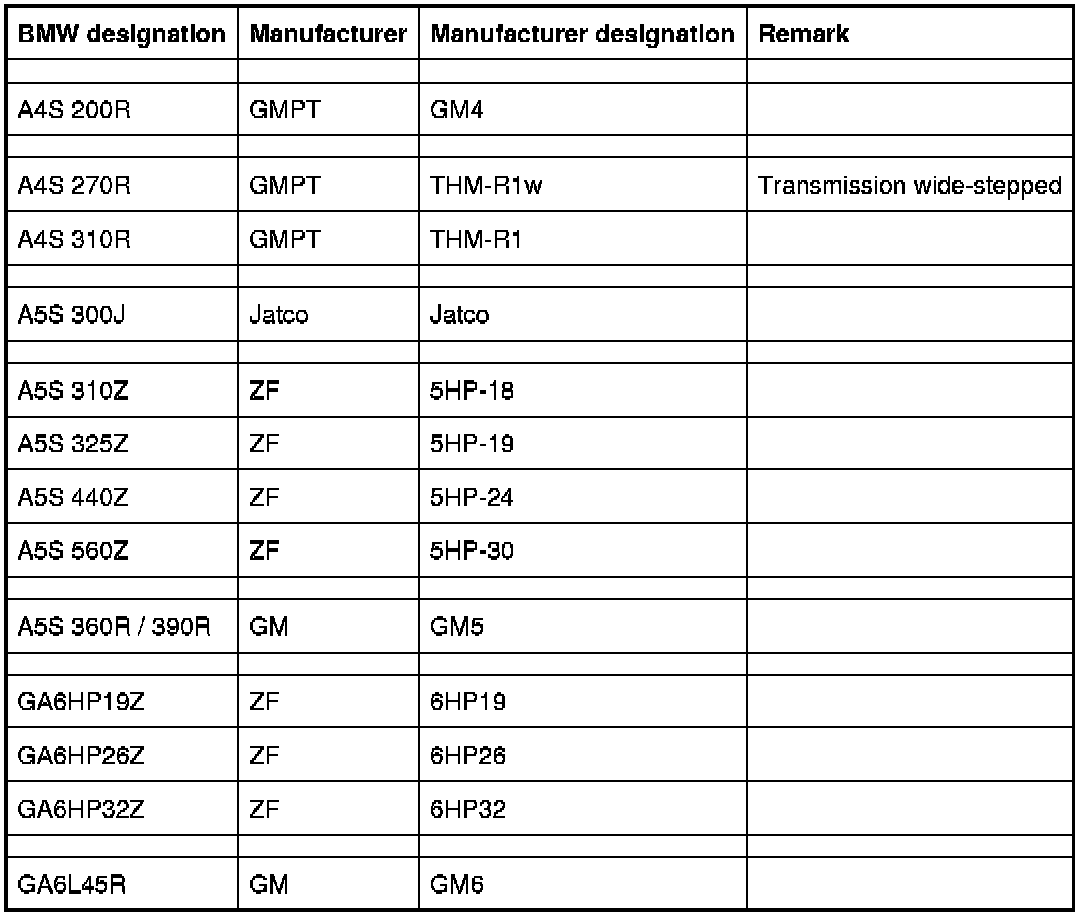 BMW designation Manufacturer Manufacturer designation Remark
A4S 200R GMPT GM4
A4S 270R GMPT THM-R1w Transmission wide-stepped
A4S 310R GMPT THM-R1
A5S 300J Jatco Jatco
A5S 310Z ZF 5HP-18
A5S 325Z ZF 5HP-19
A5S 440Z ZF 5HP-24
A5S 560Z ZF 5HP-30
A5S 360R / 390R GM GM5
GA6HP19Z ZF 6HP19
GA6HP26Z ZF 6HP26
GA6HP32Z ZF 6HP32
GA6L45R GM GM6